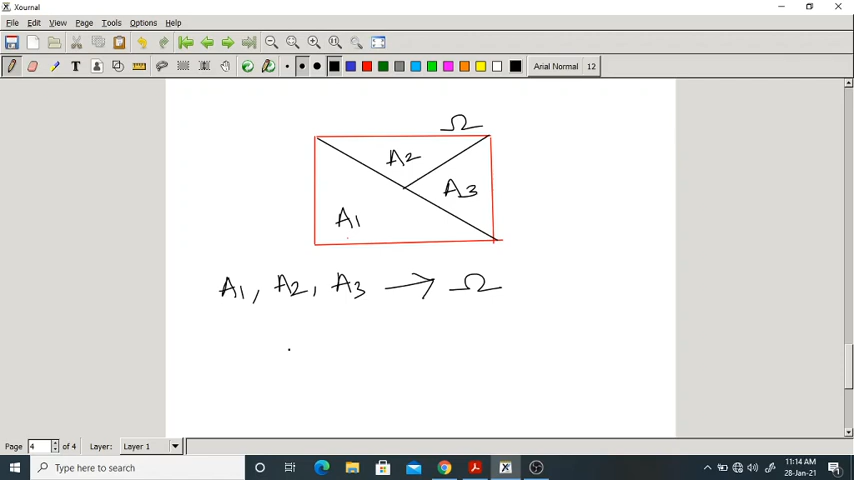 Xournal
File Edit View Page Tools Options Help
Arial Normal 12
Ω
A2
A3
A1
A1, A2, A3 → Ω
Page 4 of 4 Layer: Layer 1
Type here to search
11:14 AM
28-Jan-21